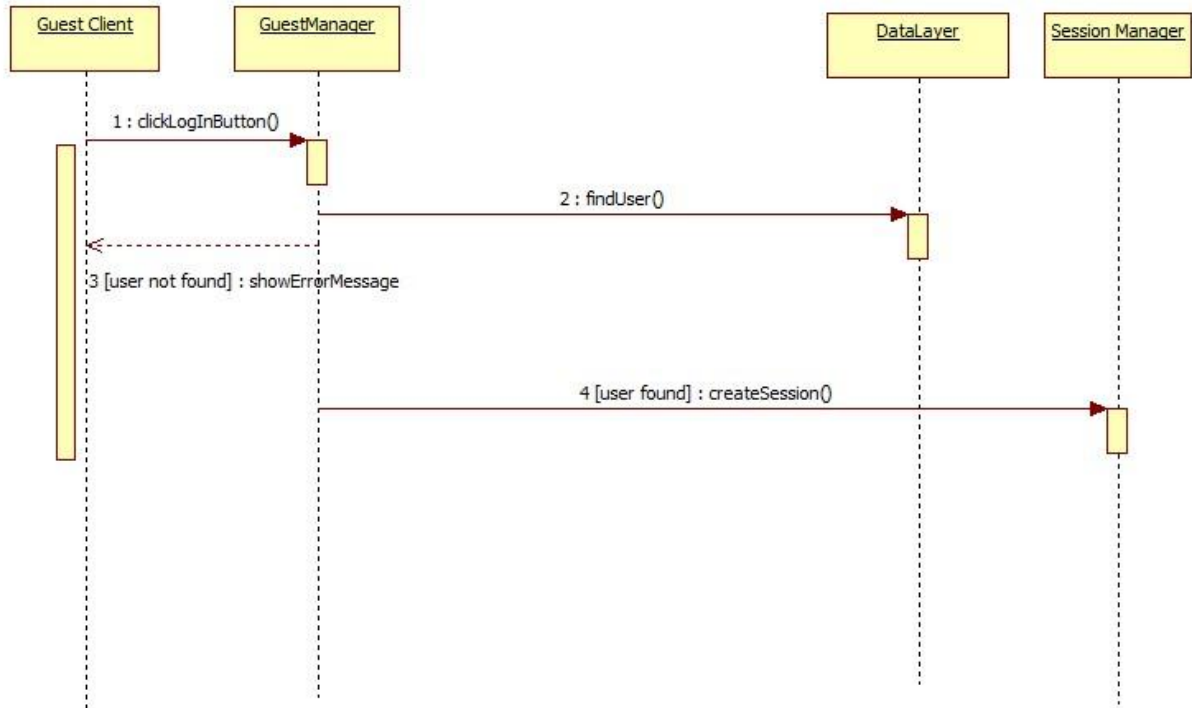 Guest Client
GuestManager
DataLayer
Session Manager
1 : clickLogInButton()
2 : findUser()
3 [user not found] : showErrorMessage
4 [user found] : createSession()